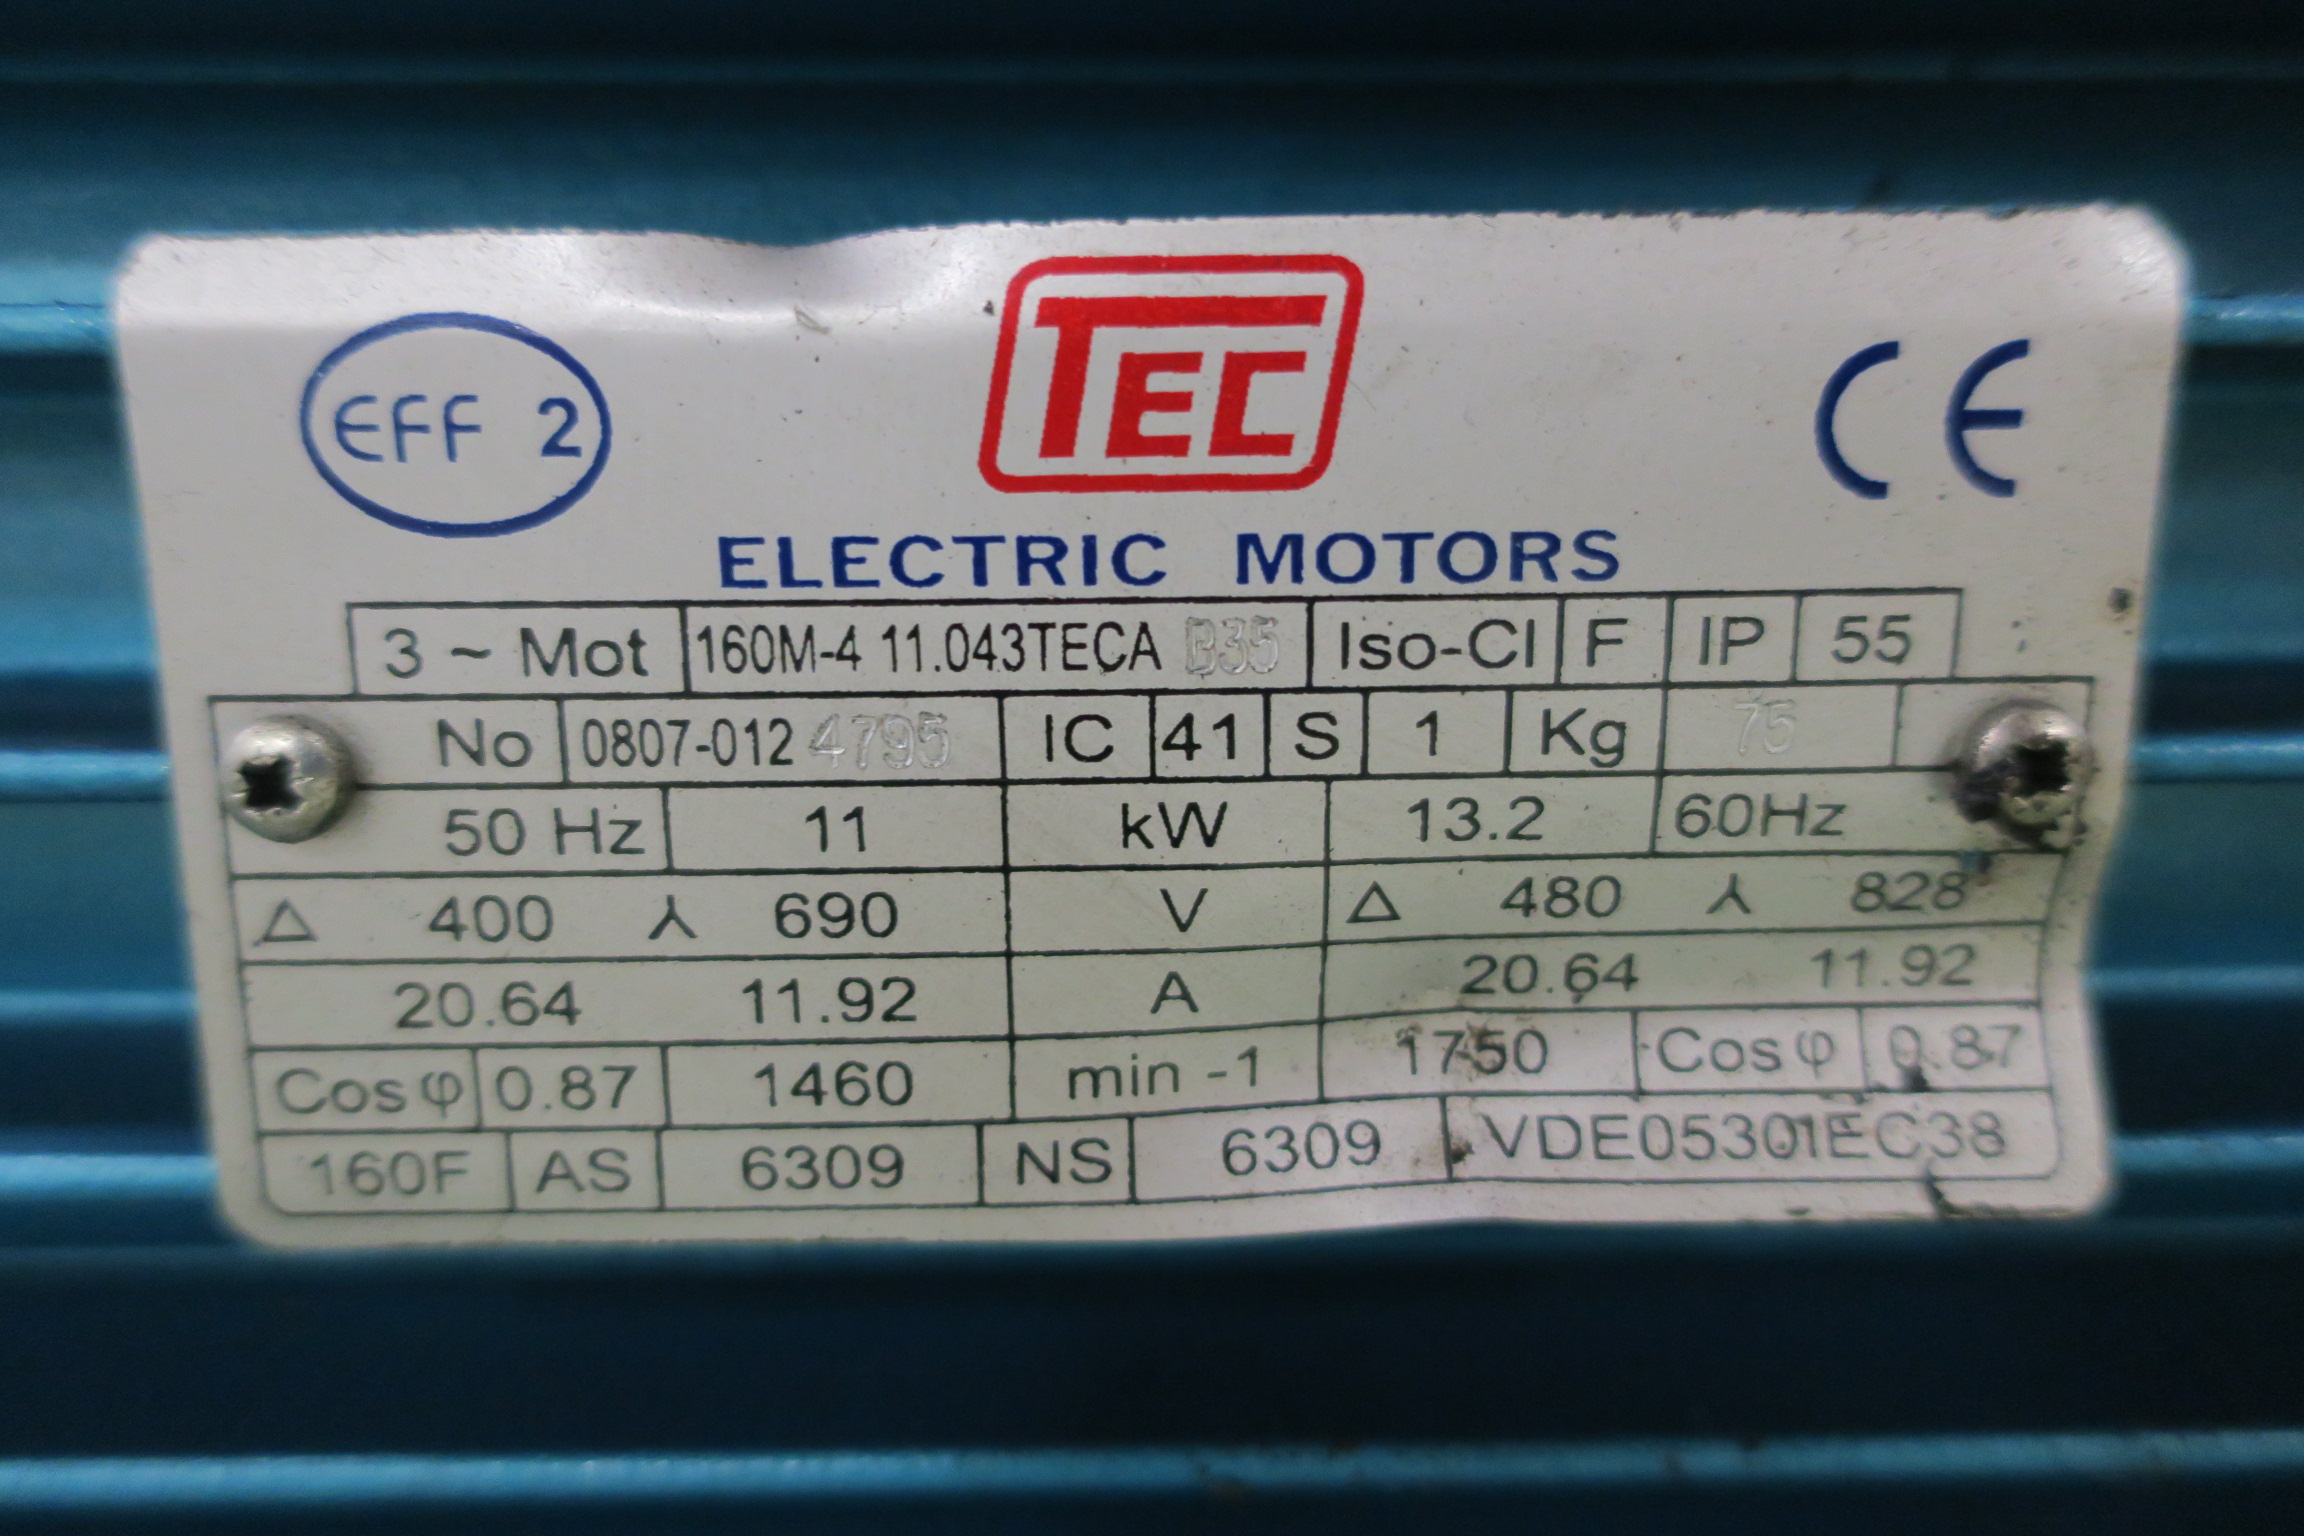 EFF 2
TEC
CE
ELECTRIC MOTORS
3 ~ Mot 160M-4 11.043TECA B35 Iso-Cl F IP 55
No 0807-012 4795 IC 41 S 1 Kg 75
50 Hz 11 kW 13.2 60Hz
Δ 400 ⅄ 690 V Δ 480 ⅄ 828
20.64 11.92 A 20.64 11.92
Cos φ 0.87 1460 min -1 1750 Cos φ 0.87
160F AS 6309 NS 6309 VDE05301EC38